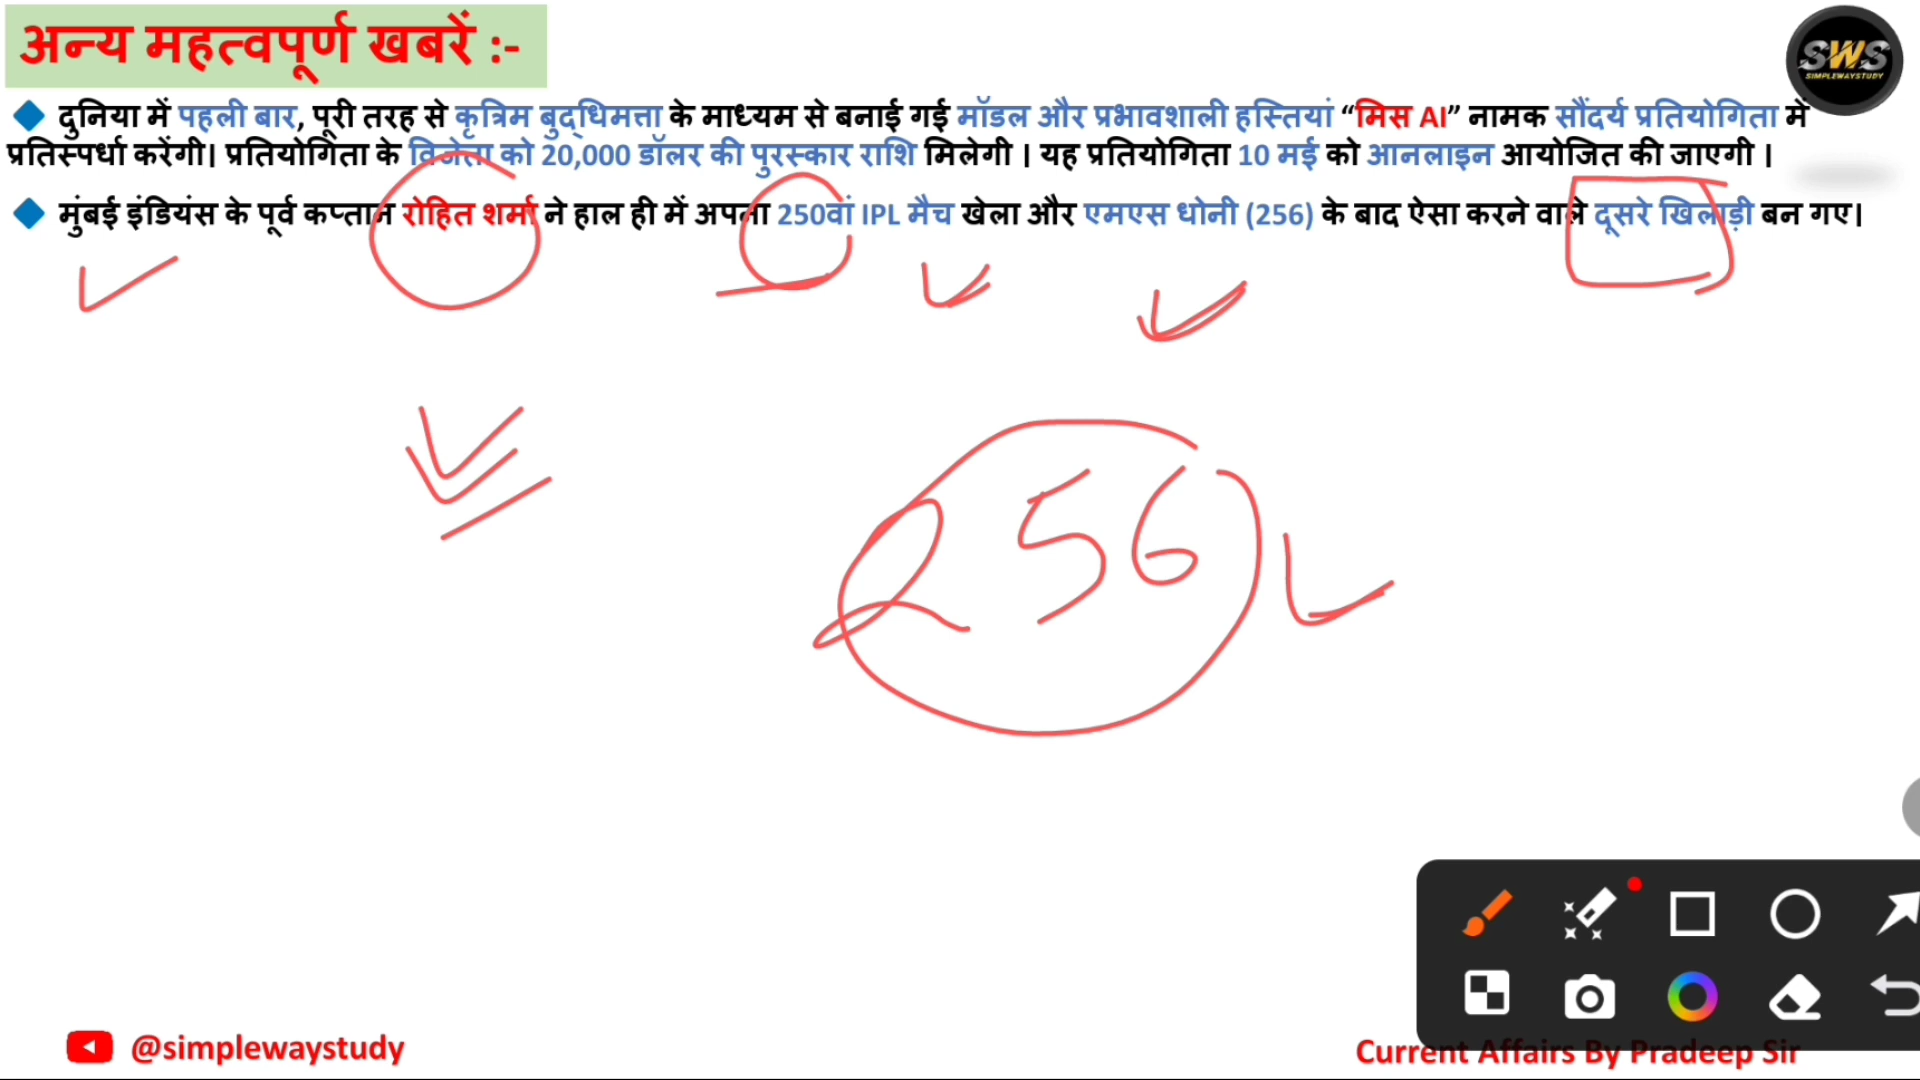 अन्य महत्वपूर्ण खबरें :-
SWS
SIMPLEWAYSTUDY
दुनिया में पहली बार, पूरी तरह से कृत्रिम बुद्धिमत्ता के माध्यम से बनाई गई मॉडल और प्रभावशाली हस्तियां “मिस AI” नामक सौंदर्य प्रतियोगिता में
प्रतिस्पर्धा करेंगी। प्रतियोगिता के विजेता को 20,000 डॉलर की पुरस्कार राशि मिलेगी । यह प्रतियोगिता 10 मई को आनलाइन आयोजित की जाएगी ।
मुंबई इंडियंस के पूर्व कप्तान रोहित शर्मा ने हाल ही में अपना 250वां IPL मैच खेला और एमएस धोनी (256) के बाद ऐसा करने वाले दूसरे खिलाड़ी बन गए।
256
@simplewaystudy
Current Affairs By Pradeep Sir